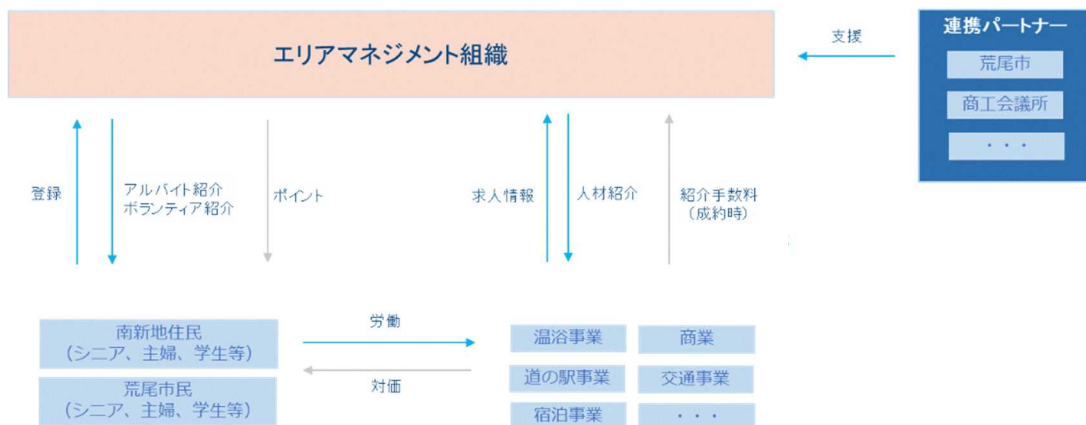 エリアマネジメント組織
支援
連携パートナー
荒尾市
商工会議所
・・・
登録
アルバイト紹介
ボランティア紹介
ポイント
求人情報
人材紹介
紹介手数料
（成約時）
南新地住民
（シニア、主婦、学生等）
荒尾市民
（シニア、主婦、学生等）
労働
対価
温浴事業
商業
道の駅事業
交通事業
宿泊事業
・・・